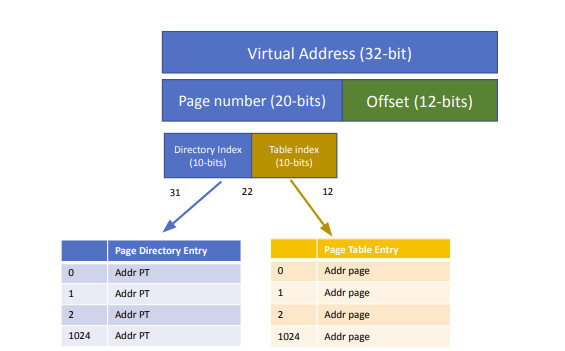 Virtual Address (32-bit)
Page number (20-bits) Offset (12-bits)
Directory Index Table index
(10-bits) (10-bits)
31 22 12
Page Directory Entry
0 Addr PT
1 Addr PT
2 Addr PT
1024 Addr PT
Page Table Entry
0 Addr page
1 Addr page
2 Addr page
1024 Addr page